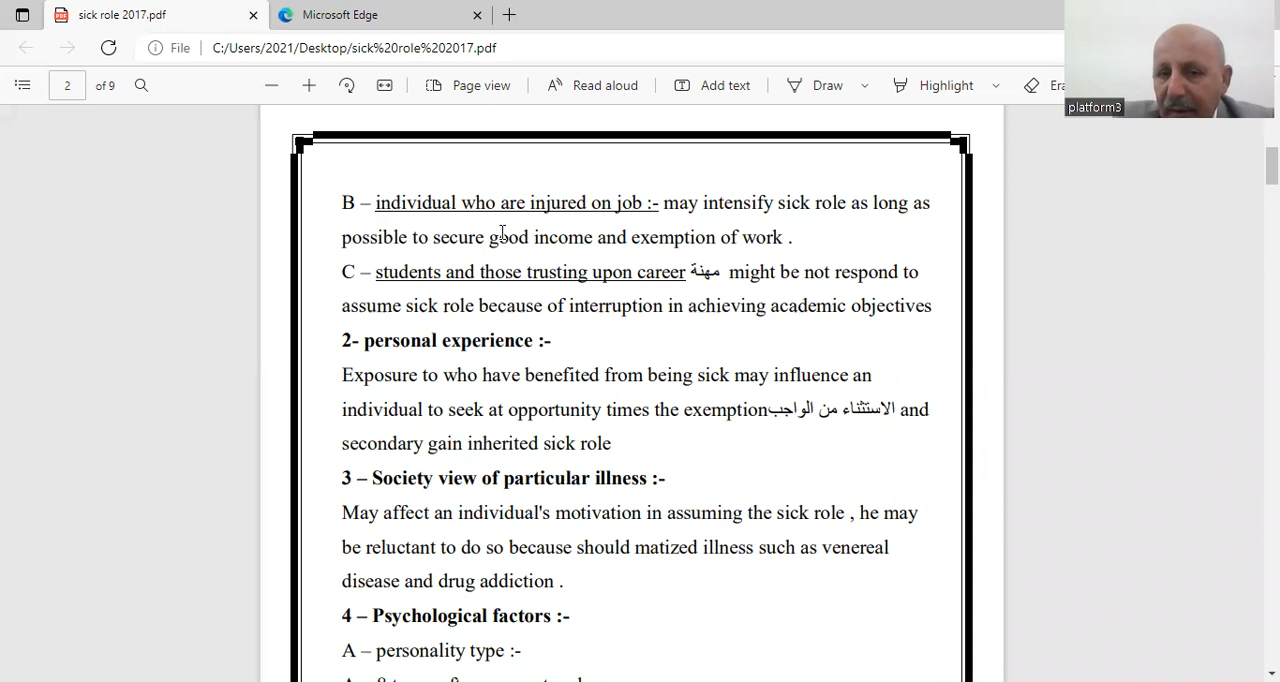 sick role 2017.pdf
Microsoft Edge
File C:/Users/2021/Desktop/sick%20role%202017.pdf
2 of 9 Page view Read aloud Add text Draw Highlight Era
platform3
B – individual who are injured on job :- may intensify sick role as long as
possible to secure good income and exemption of work .
C – students and those trusting upon career مهنة might be not respond to
assume sick role because of interruption in achieving academic objectives
2- personal experience :-
Exposure to who have benefited from being sick may influence an
individual to seek at opportunity times the exemption الاستثناء من الواجب and
secondary gain inherited sick role
3 – Society view of particular illness :-
May affect an individual's motivation in assuming the sick role , he may
be reluctant to do so because should matized illness such as venereal
disease and drug addiction .
4 – Psychological factors :-
A – personality type :-